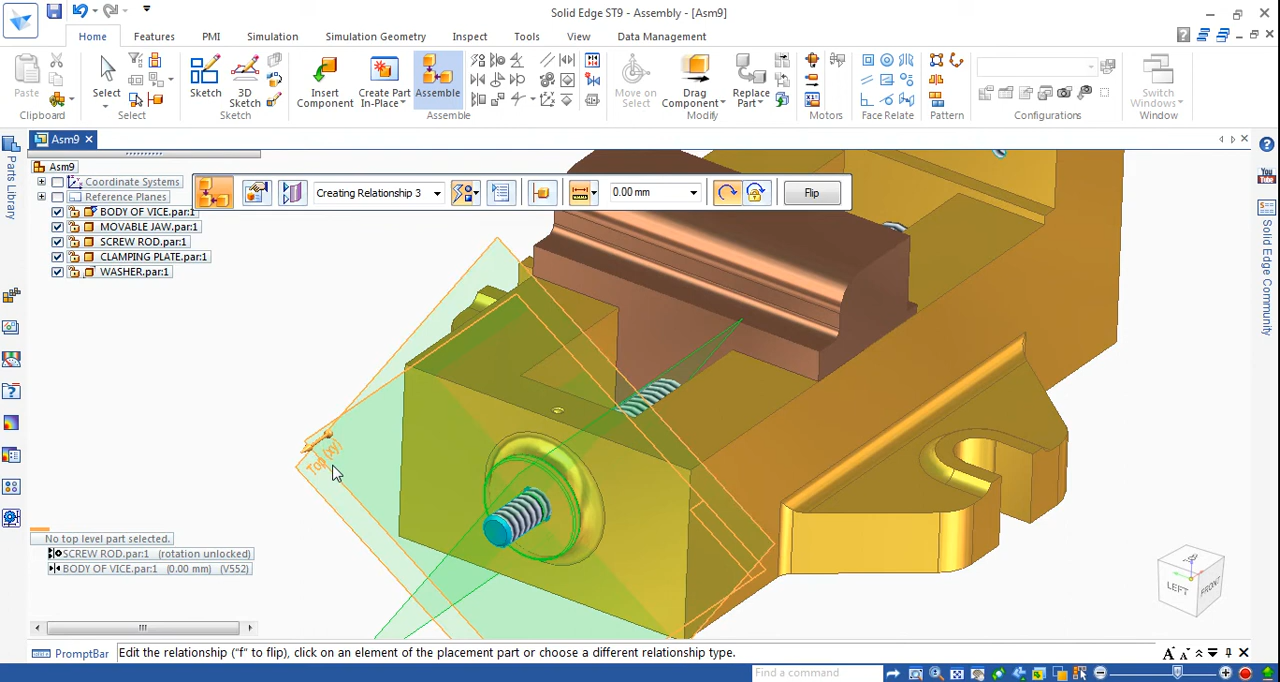 Solid Edge ST9 - Assembly - [Asm9]
Home
Features
PMI
Simulation
Simulation Geometry
Inspect
Tools
View
Data Management
Paste
Select
Sketch
3D Sketch
Insert Component
Create Part In-Place
Assemble
Move on Select
Drag Component
Replace Part
Switch Windows
Clipboard
Select
Sketch
Assemble
Modify
Motors
Face Relate
Pattern
Configurations
Window
Asm9
Parts Library
Asm9
Coordinate Systems
Reference Planes
BODY OF VICE.par:1
MOVABLE JAW.par:1
SCREW ROD.par:1
CLAMPING PLATE.par:1
WASHER.par:1
Creating Relationship 3
0.00 mm
Flip
You Tube
Solid Edge Community
Top (xy)
No top level part selected.
SCREW ROD.par:1 (rotation unlocked)
BODY OF VICE.par:1 (0.00 mm) (V552)
LEFT
FRONT
PromptBar
Edit the relationship ("f" to flip), click on an element of the placement part or choose a different relationship type.
Find a command